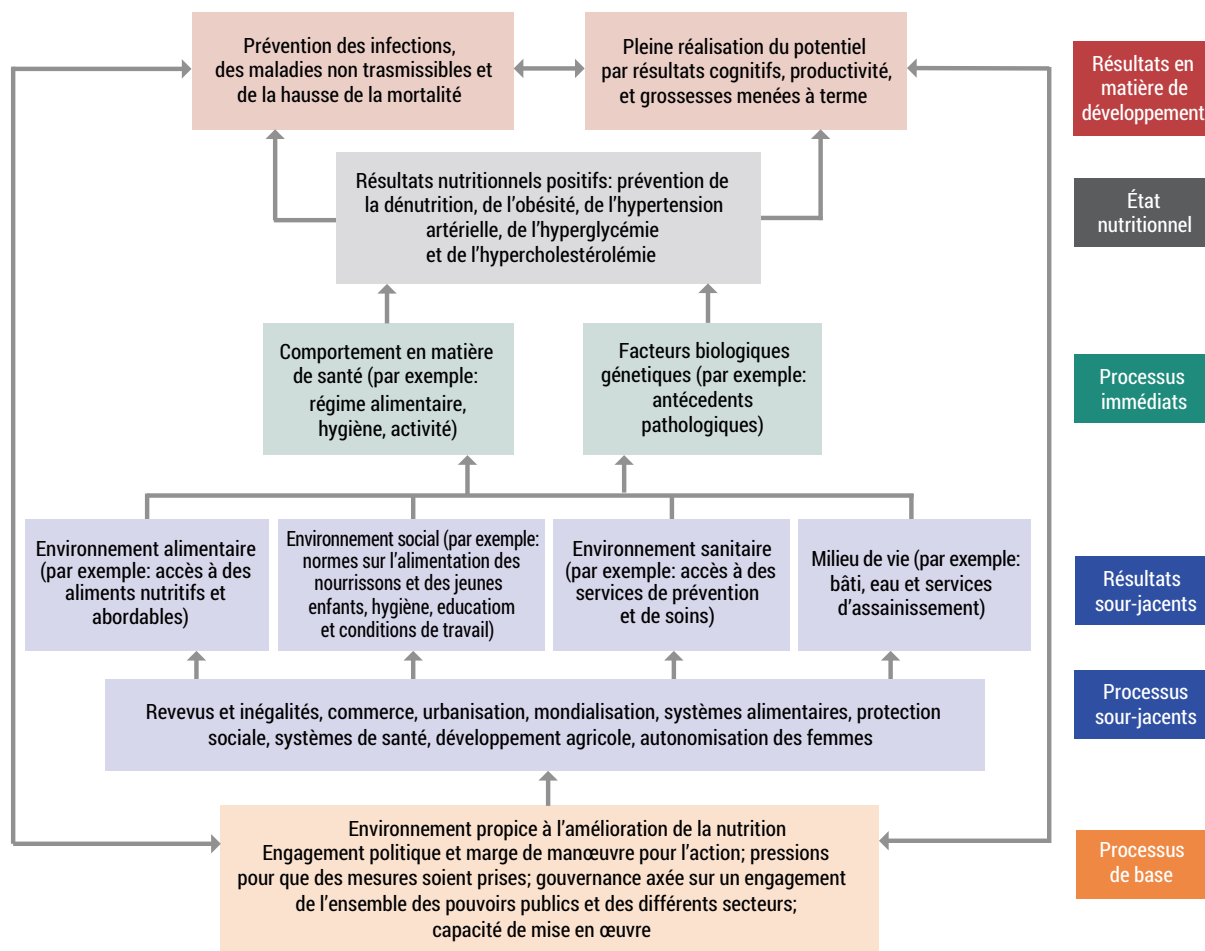 Prévention des infections,
des maladies non trasmissibles et
de la hausse de la mortalité
Pleine réalisation du potentiel
par résultats cognitifs, productivité,
et grossesses menées à terme
Résultats en
matière de
développement
Résultats nutritionnels positifs: prévention de
la dénutrition, de l'obésité, de l'hypertension
artérielle, de l'hyperglycémie
et de l'hypercholestérolémie
État
nutritionnel
Comportement en matière
de santé (par exemple:
régime alimentaire,
hygiène, activité)
Facteurs biologiques
génetiques (par exemple:
antécedents
pathologiques)
Processus
immédiats
Environnement alimentaire
(par exemple: accès à des
aliments nutritifs et
abordables)
Environnement social (par exemple:
normes sur l'alimentation des
nourrissons et des jeunes
enfants, hygiène, educatiom
et conditions de travail)
Environnement sanitaire
(par exemple: accès à des
services de prévention
et de soins)
Milieu de vie (par exemple:
bâti, eau et services
d'assainissement)
Résultats
sour-jacents
Revevus et inégalités, commerce, urbanisation, mondialisation, systèmes alimentaires, protection
sociale, systèmes de santé, développement agricole, autonomisation des femmes
Processus
sour-jacents
Environnement propice à l'amélioration de la nutrition
Engagement politique et marge de manœuvre pour l'action; pressions
pour que des mesures soient prises; gouvernance axée sur un engagement
de l'ensemble des pouvoirs publics et des différents secteurs;
capacité de mise en œuvre
Processus
de base